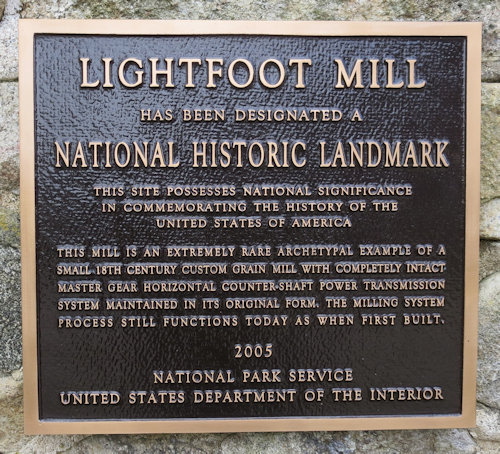 LIGHTFOOT MILL
HAS BEEN DESIGNATED A
NATIONAL HISTORIC LANDMARK
THIS SITE POSSESSES NATIONAL SIGNIFICANCE
IN COMMEMORATING THE HISTORY OF THE
UNITED STATES OF AMERICA
THIS MILL IS AN EXTREMELY RARE ARCHETYPAL EXAMPLE OF A
SMALL 18TH CENTURY CUSTOM GRAIN MILL WITH COMPLETELY INTACT
MASTER GEAR HORIZONTAL COUNTER-SHAFT POWER TRANSMISSION
SYSTEM MAINTAINED IN ITS ORIGINAL FORM. THE MILLING SYSTEM
PROCESS STILL FUNCTIONS TODAY AS WHEN FIRST BUILT.
2005
NATIONAL PARK SERVICE
UNITED STATES DEPARTMENT OF THE INTERIOR